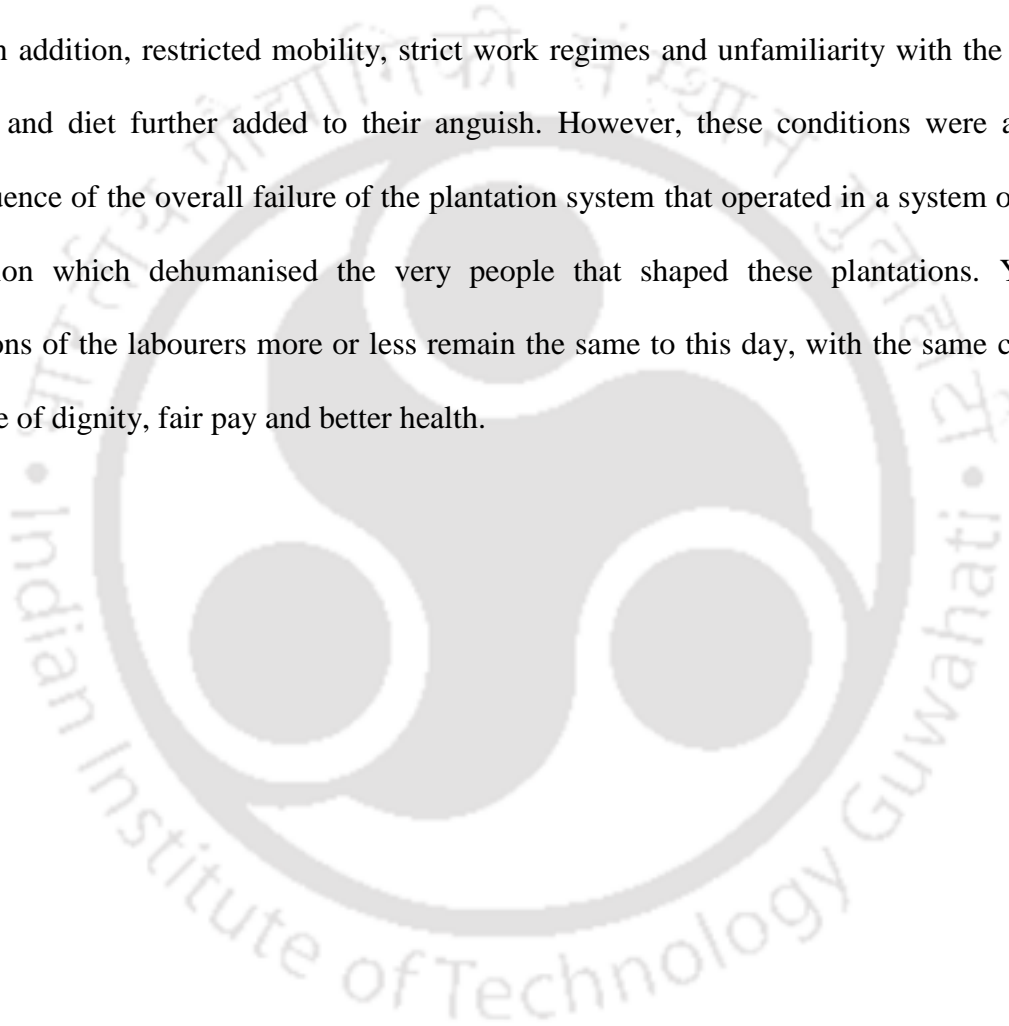 n addition, restricted mobility, strict work regimes and unfamiliarity with the
and diet further added to their anguish. However, these conditions were a
uence of the overall failure of the plantation system that operated in a system o
ion which dehumanised the very people that shaped these plantations. Y
ons of the labourers more or less remain the same to this day, with the same c
e of dignity, fair pay and better health.
भारतीय प्रौद्योगिकी संस्थान गुवाहाटी
Indian Institute of Technology Guwahati